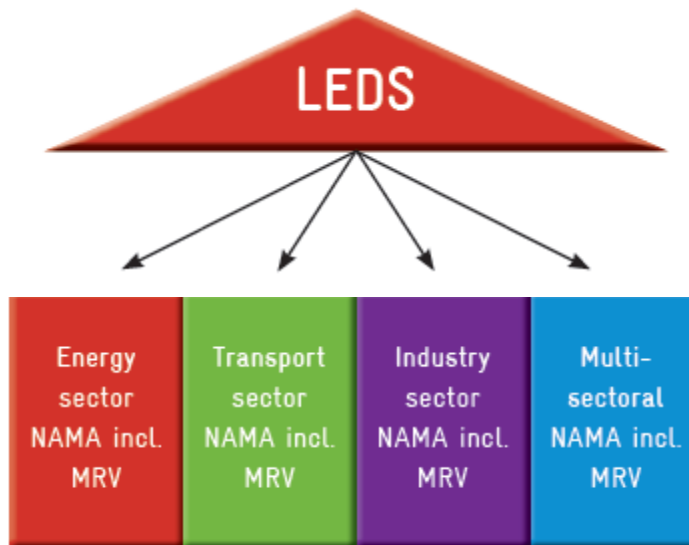 LEDS
Energy
sector
NAMA incl.
MRV
Transport
sector
NAMA incl.
MRV
Industry
sector
NAMA incl.
MRV
Multi-
sectoral
NAMA incl.
MRV